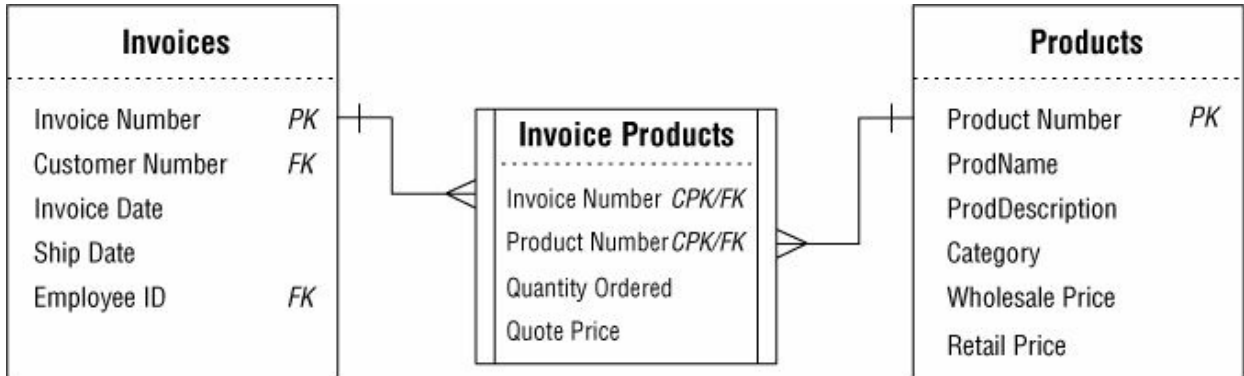 Invoices
Invoice Number PK
Customer Number FK
Invoice Date
Ship Date
Employee ID FK
Invoice Products
Invoice Number CPK/FK
Product Number CPK/FK
Quantity Ordered
Quote Price
Products
Product Number PK
ProdName
ProdDescription
Category
Wholesale Price
Retail Price